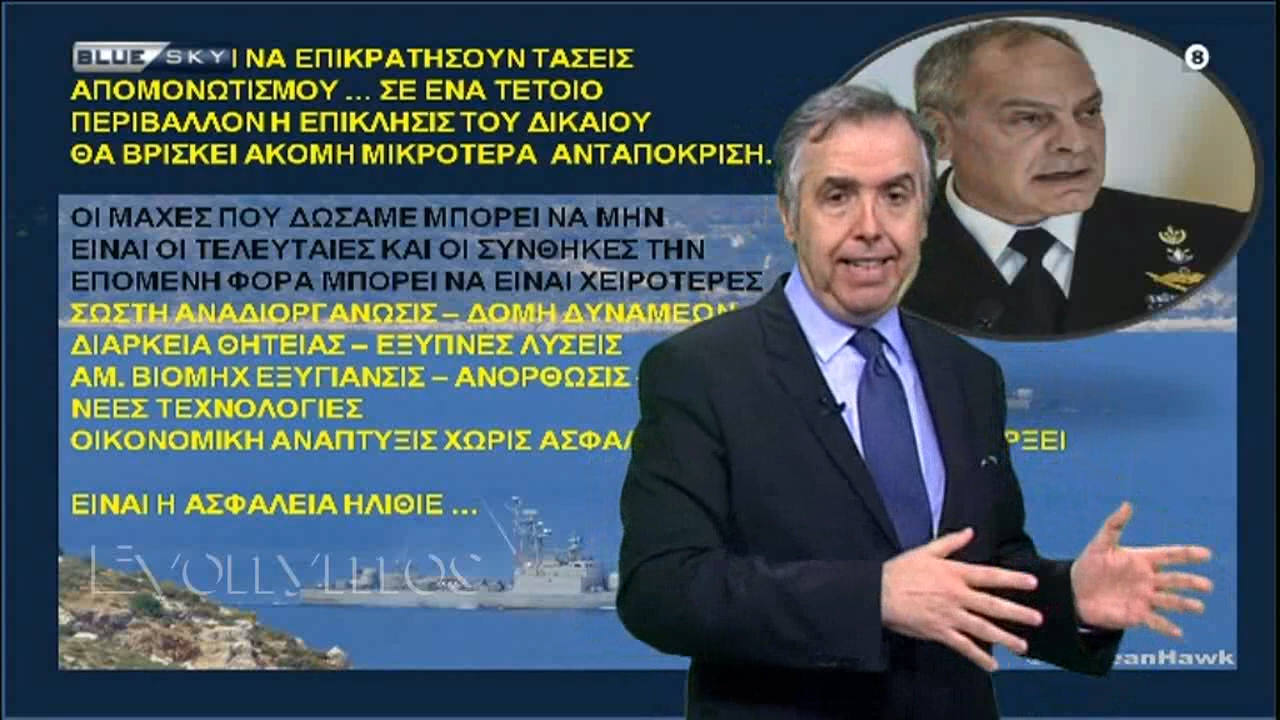 BLUE SKY Ι ΝΑ ΕΠΙΚΡΑΤΗΣΟΥΝ ΤΑΣΕΙΣ
ΑΠΟΜΟΝΩΤΙΣΜΟΥ ... ΣΕ ΕΝΑ ΤΕΤΟΙΟ
ΠΕΡΙΒΑΛΛΟΝ Η ΕΠΙΚΛΗΣΙΣ ΤΟΥ ΔΙΚΑΙΟΥ
ΘΑ ΒΡΙΣΚΕΙ ΑΚΟΜΗ ΜΙΚΡΟΤΕΡΑ ΑΝΤΑΠΟΚΡΙΣΗ.
8
ΟΙ ΜΑΧΕΣ ΠΟΥ ΔΩΣΑΜΕ ΜΠΟΡΕΙ ΝΑ ΜΗΝ
ΕΙΝΑΙ ΟΙ ΤΕΛΕΥΤΑΙΕΣ ΚΑΙ ΟΙ ΣΥΝΘΗΚΕΣ ΤΗΝ
ΕΠΟΜΕΝΗ ΦΟΡΑ ΜΠΟΡΕΙ ΝΑ ΕΙΝΑΙ ΧΕΙΡΟΤΕΡΕΣ
ΣΩΣΤΗ ΑΝΑΔΙΟΡΓΑΝΩΣΙΣ – ΔΟΜΗ ΔΥΝΑΜΕΩΝ
ΔΙΑΡΚΕΙΑ ΘΗΤΕΙΑΣ – ΕΞΥΠΝΕΣ ΛΥΣΕΙΣ
ΑΜ. ΒΙΟΜΗΧ ΕΞΥΓΙΑΝΣΙΣ – ΑΝΟΡΘΩΣΙΣ -
ΝΕΕΣ ΤΕΧΝΟΛΟΓΙΕΣ
ΟΙΚΟΝΟΜΙΚΗ ΑΝΑΠΤΥΞΙΣ ΧΩΡΙΣ ΑΣΦΑΛ ΡΞΕΙ
ΕΙΝΑΙ Η ΑΣΦΑΛΕΙΑ ΗΛΙΘΙΕ ...
eanHawk